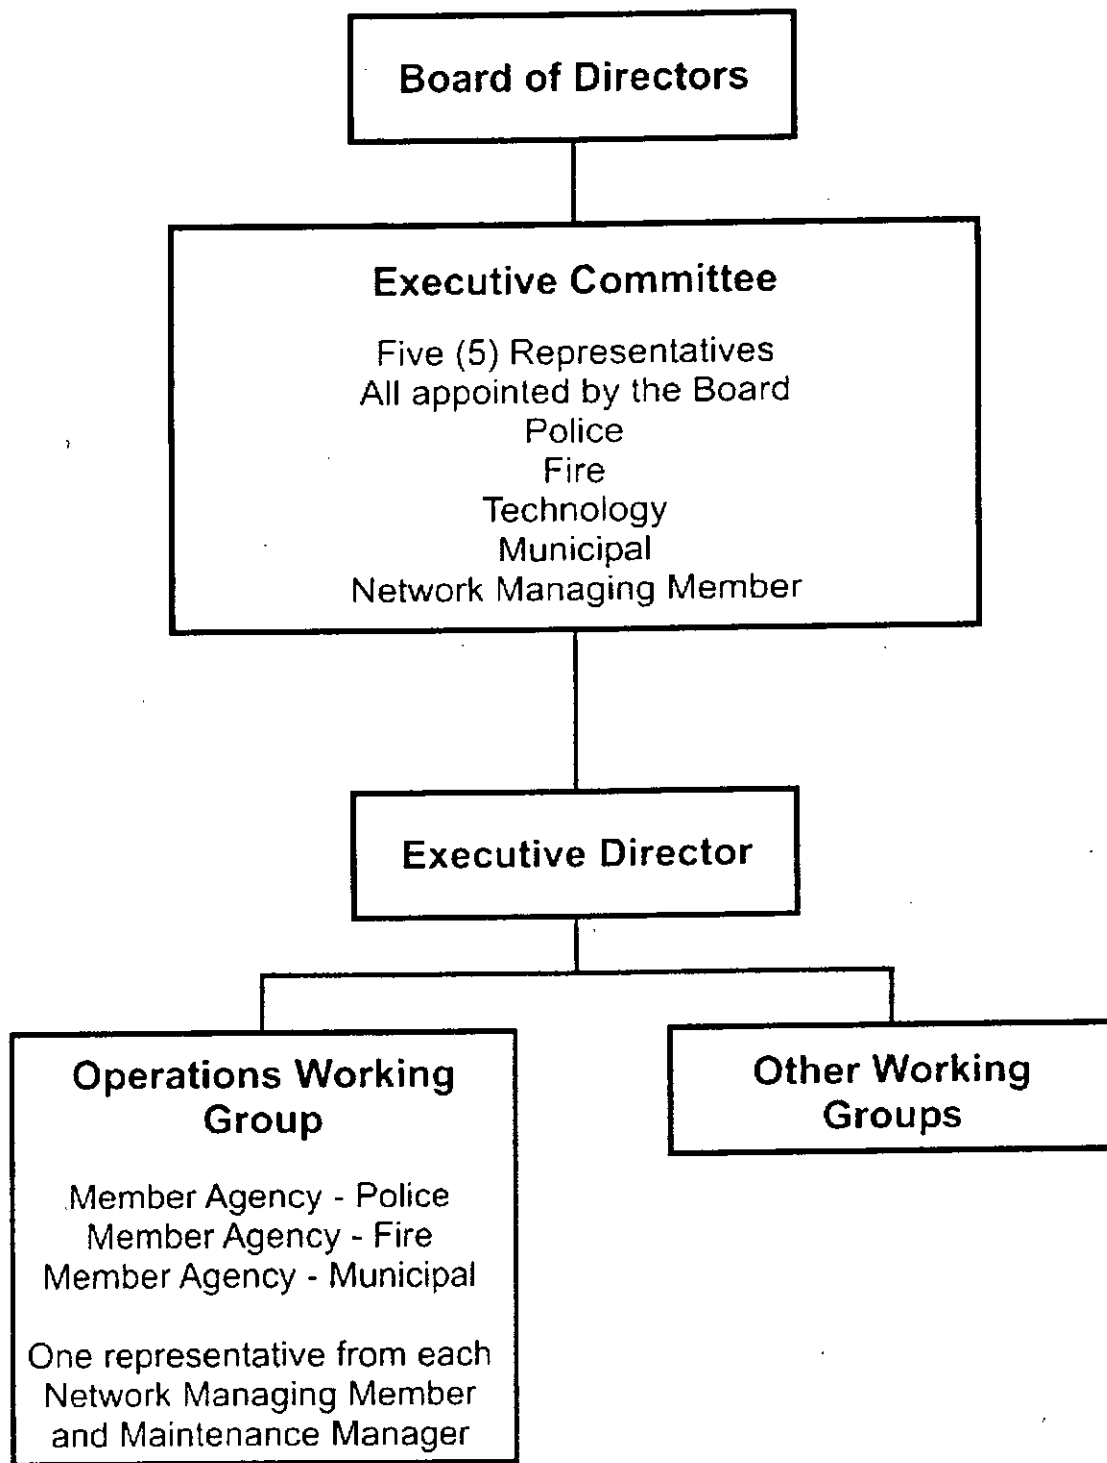 Board of Directors
Executive Committee
Five (5) Representatives
All appointed by the Board
Police
Fire
Technology
Municipal
Network Managing Member
Executive Director
Operations Working
Group
Member Agency - Police
Member Agency - Fire
Member Agency - Municipal
One representative from each
Network Managing Member
and Maintenance Manager
Other Working
Groups